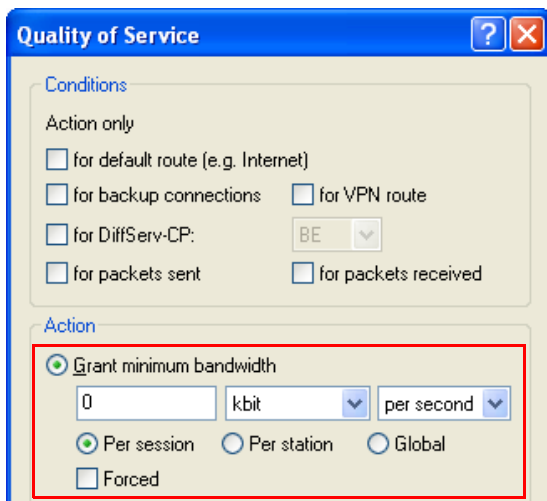 Quality of Service
Conditions
Action only
for default route (e.g. Internet)
for backup connections for VPN route
for DiffServ-CP: BE
for packets sent for packets received
Action
Grant minimum bandwidth
0 kbit per second
Per session Per station Global
Forced